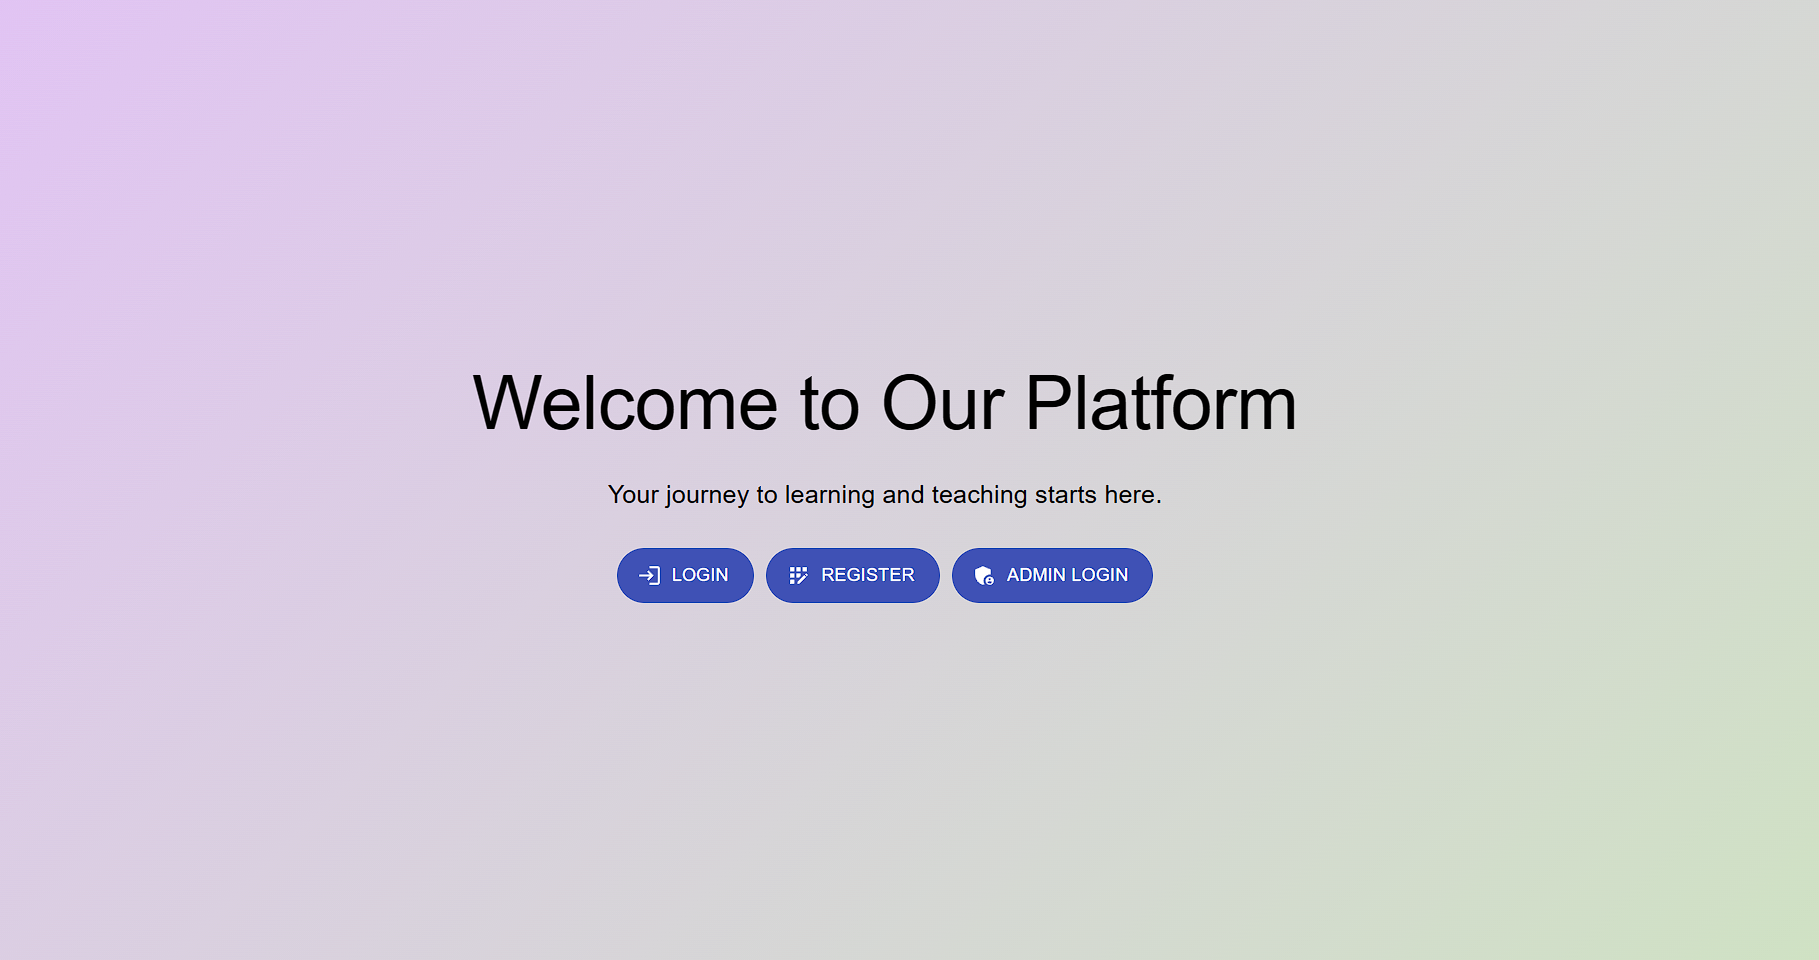 Welcome to Our Platform
Your journey to learning and teaching starts here.
LOGIN REGISTER ADMIN LOGIN